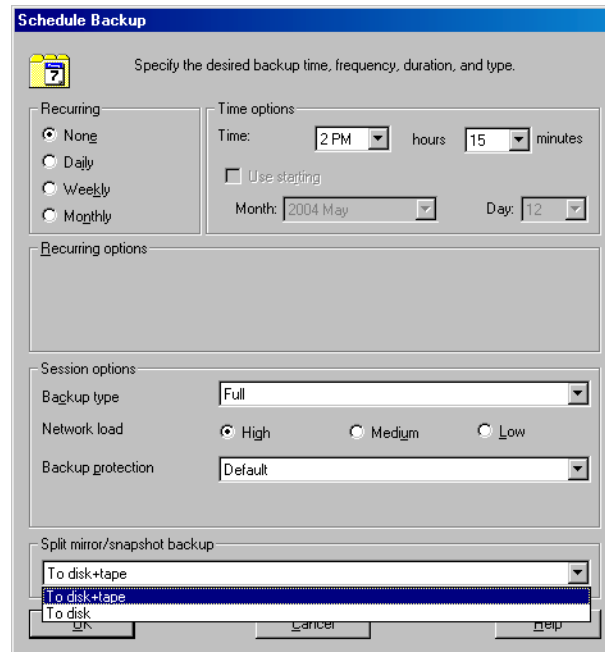 Schedule Backup
7
Specify the desired backup time, frequency, duration, and type.
Recurring
None
Daily
Weekly
Monthly
Time options
Time: 2 PM hours 15 minutes
Use starting
Month: 2004 May Day: 12
Recurring options
Session options
Backup type Full
Network load High Medium Low
Backup protection Default
Split mirror/snapshot backup
To disk+tape
To disk+tape
To disk
OK Cancel Help